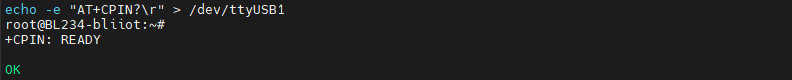 echo -e "AT+CPIN?\r" > /dev/ttyUSB1
root@BL234-bliiot:~#
+CPIN: READY
OK